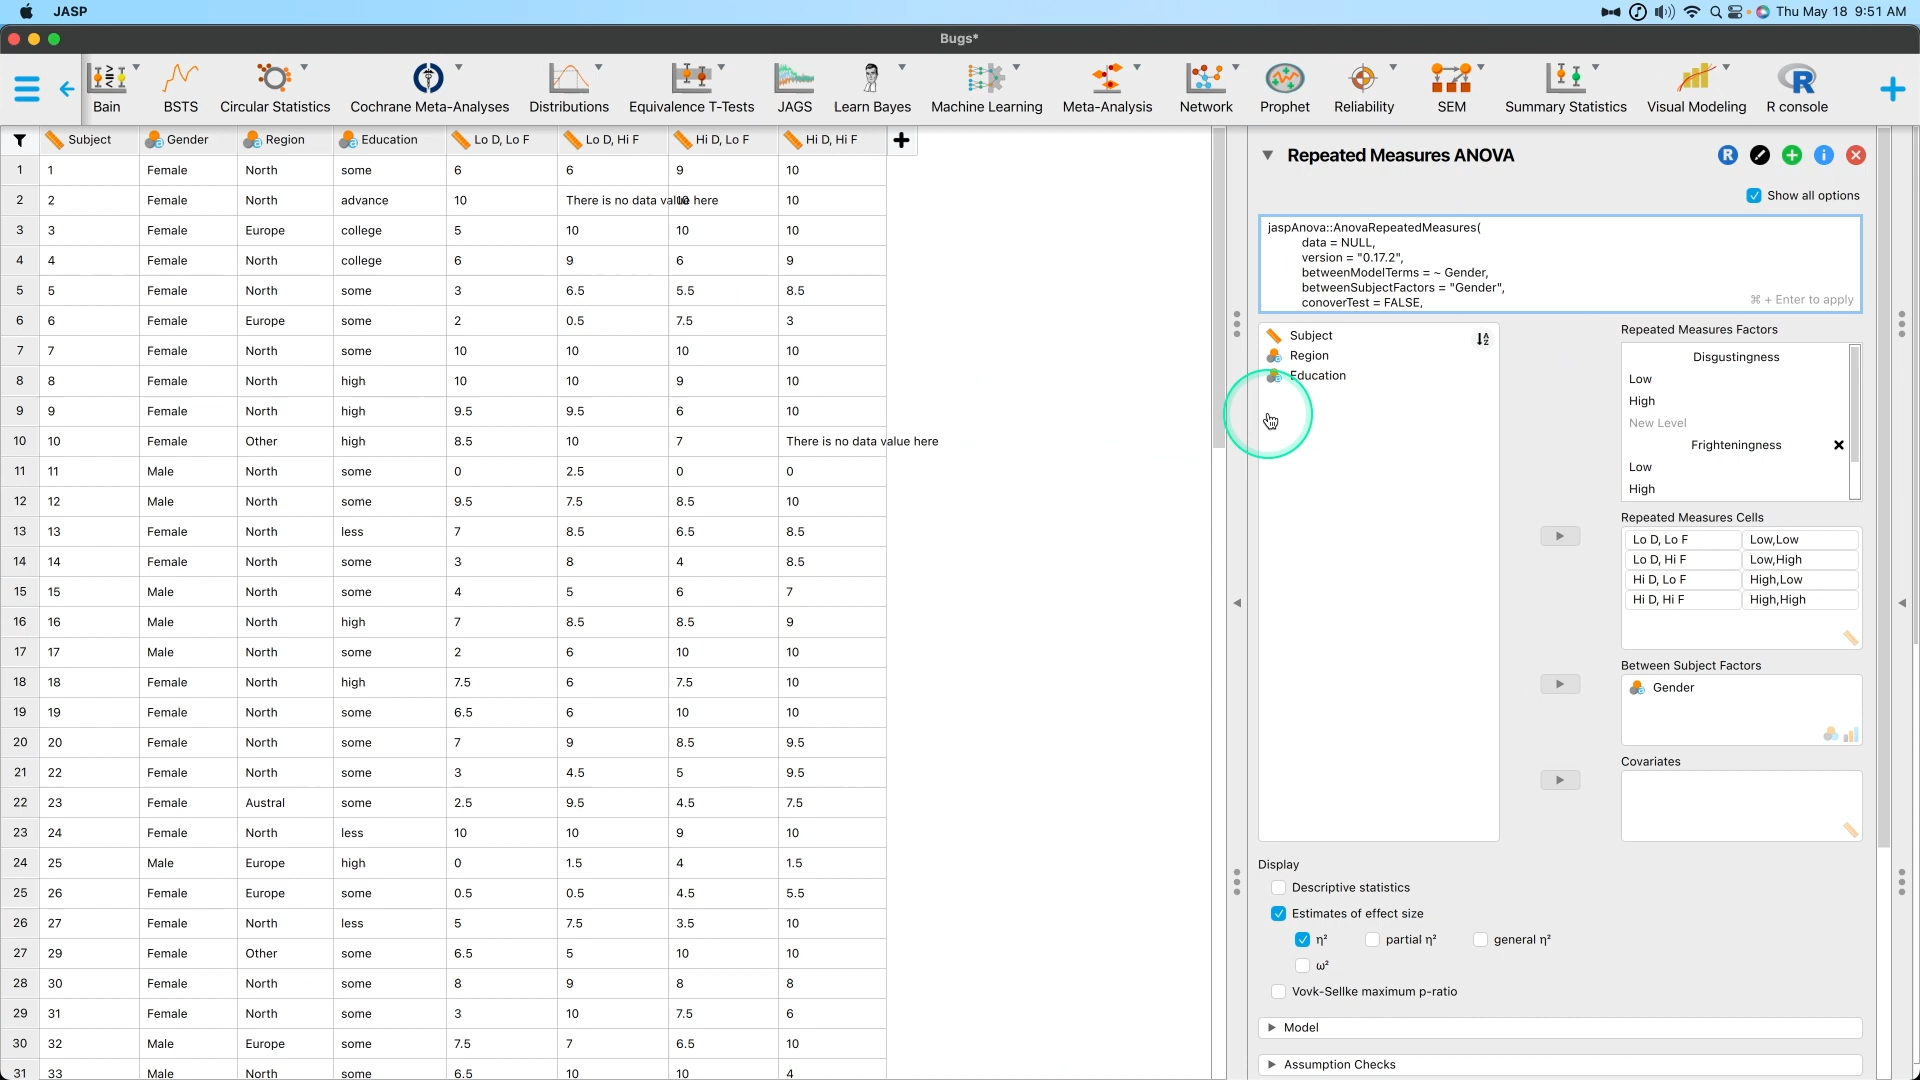 JASP
Thu May 18 9:51 AM
Bugs*
Bain
BSTS
Circular Statistics
Cochrane Meta-Analyses
Distributions
Equivalence T-Tests
JAGS
Learn Bayes
Machine Learning
Meta-Analysis
Network
Prophet
Reliability
SEM
Summary Statistics
Visual Modeling
R console
Subject Gender Region Education Lo D, Lo F Lo D, Hi F Hi D, Lo F Hi D, Hi F
1 1 Female North some 6 6 9 10
2 2 Female North advance 10 There is no data value here 10 10
3 3 Female Europe college 5 10 10 10
4 4 Female North college 6 9 6 9
5 5 Female North some 3 6.5 5.5 8.5
6 6 Female Europe some 2 0.5 7.5 3
7 7 Female North some 10 10 10 10
8 8 Female North high 10 10 9 10
9 9 Female North high 9.5 9.5 6 10
10 10 Female Other high 8.5 10 7 There is no data value here
11 11 Male North some 0 2.5 0 0
12 12 Male North some 9.5 7.5 8.5 10
13 13 Female North less 7 8.5 6.5 8.5
14 14 Female North some 3 8 4 8.5
15 15 Male North some 4 5 6 7
16 16 Male North high 7 8.5 8.5 9
17 17 Male North some 2 6 10 10
18 18 Female North high 7.5 6 7.5 10
19 19 Female North some 6.5 6 10 10
20 20 Female North some 7 9 8.5 9.5
21 22 Female North some 3 4.5 5 9.5
22 23 Female Austral some 2.5 9.5 4.5 7.5
23 24 Female North less 10 10 9 10
24 25 Male Europe high 0 1.5 4 1.5
25 26 Female Europe some 0.5 0.5 4.5 5.5
26 27 Female North less 5 7.5 3.5 10
27 29 Female Other some 6.5 5 10 10
28 30 Female North some 8 9 8 8
29 31 Female North some 3 10 7.5 6
30 32 Male Europe some 7.5 7 6.5 10
31 33 Male North some 6.5 10 10 4
Repeated Measures ANOVA
R
Show all options
jaspAnova::AnovaRepeatedMeasures(
data = NULL,
version = "0.17.2",
betweenModelTerms = ~ Gender,
betweenSubjectFactors = "Gender",
conoverTest = FALSE,
⌘ + Enter to apply
Subject
Region
Education
Repeated Measures Factors
Disgustingness
Low
High
New Level
Frighteningness
Low
High
Repeated Measures Cells
Lo D, Lo F Low,Low
Lo D, Hi F Low,High
Hi D, Lo F High,Low
Hi D, Hi F High,High
Between Subject Factors
Gender
Covariates
Display
Descriptive statistics
Estimates of effect size
η² partial η² general η²
ω²
Vovk-Sellke maximum p-ratio
Model
Assumption Checks